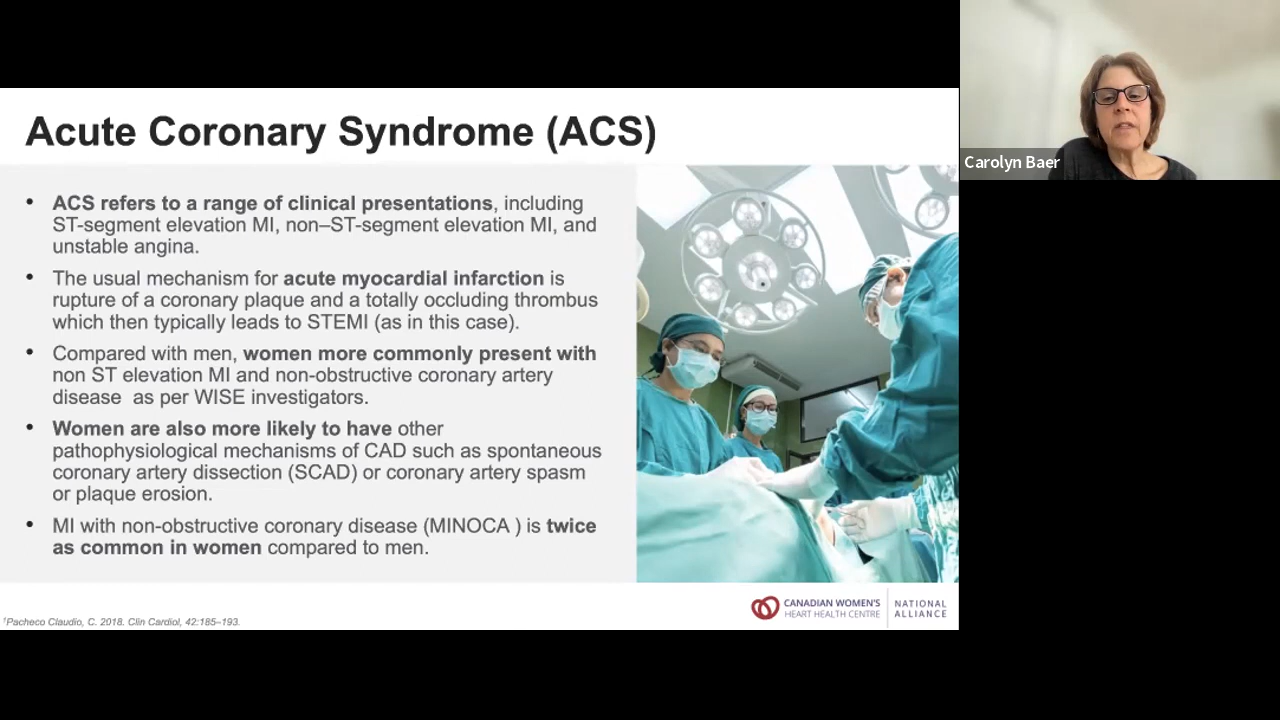 Acute Coronary Syndrome (ACS)
• ACS refers to a range of clinical presentations, including
ST-segment elevation MI, non–ST-segment elevation MI, and
unstable angina.
• The usual mechanism for acute myocardial infarction is
rupture of a coronary plaque and a totally occluding thrombus
which then typically leads to STEMI (as in this case).
• Compared with men, women more commonly present with
non ST elevation MI and non-obstructive coronary artery
disease as per WISE investigators.
• Women are also more likely to have other
pathophysiological mechanisms of CAD such as spontaneous
coronary artery dissection (SCAD) or coronary artery spasm
or plaque erosion.
• MI with non-obstructive coronary disease (MINOCA ) is twice
as common in women compared to men.
¹Pacheco Claudio, C. 2018. Clin Cardiol, 42:185–193.
CANADIAN WOMEN'S
HEART HEALTH CENTRE
NATIONAL
ALLIANCE
Carolyn Baer